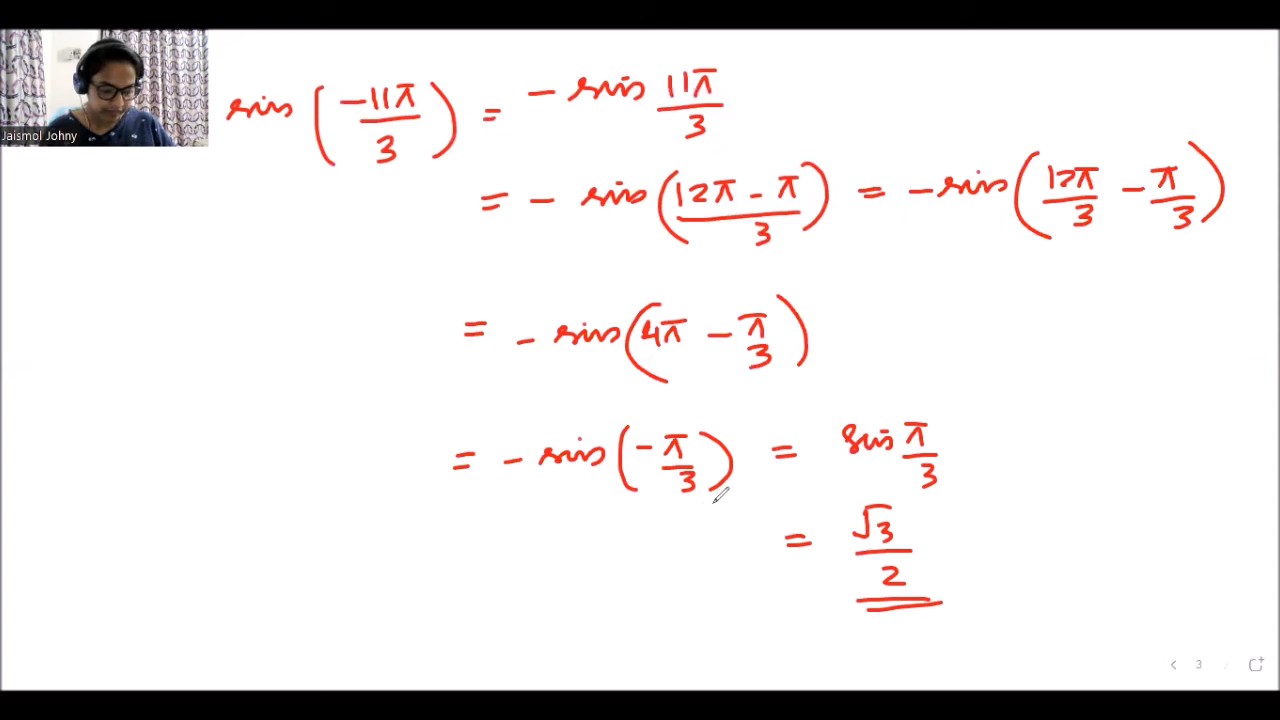 Jaismol Johny
sin (-11π/3) = - sin 11π/3
= - sin (12π - π/3) = - sin (12π/3 - π/3)
= - sin (4π - π/3)
= - sin (-π/3) = sin π/3
= √3/2
3